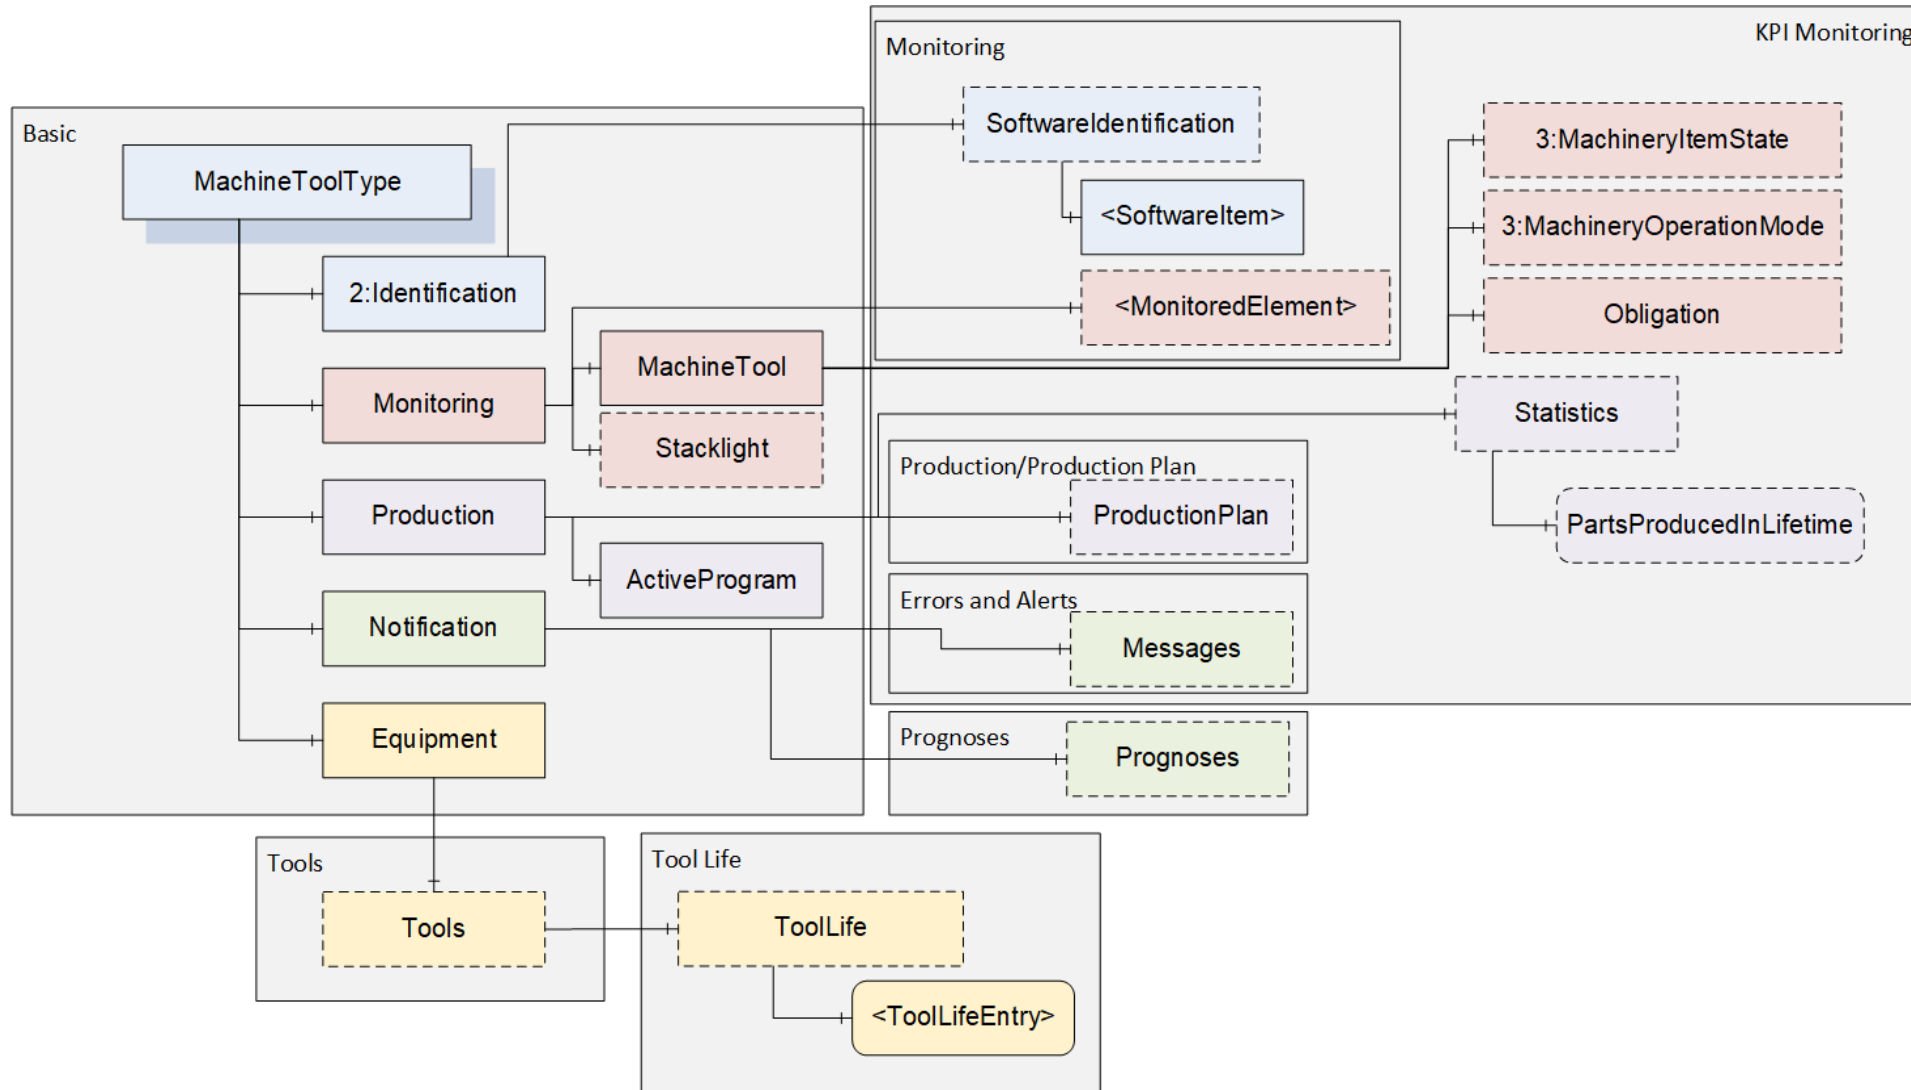 KPI Monitoring
Monitoring
SoftwareIdentification
<SoftwareItem>
<MonitoredElement>
3:MachineryItemState
3:MachineryOperationMode
Obligation
Statistics
PartsProducedInLifetime
Basic
MachineToolType
2:Identification
Monitoring
MachineTool
Stacklight
Production
ActiveProgram
Notification
Equipment
Production/Production Plan
ProductionPlan
Errors and Alerts
Messages
Prognoses
Prognoses
Tools
Tools
Tool Life
ToolLife
<ToolLifeEntry>